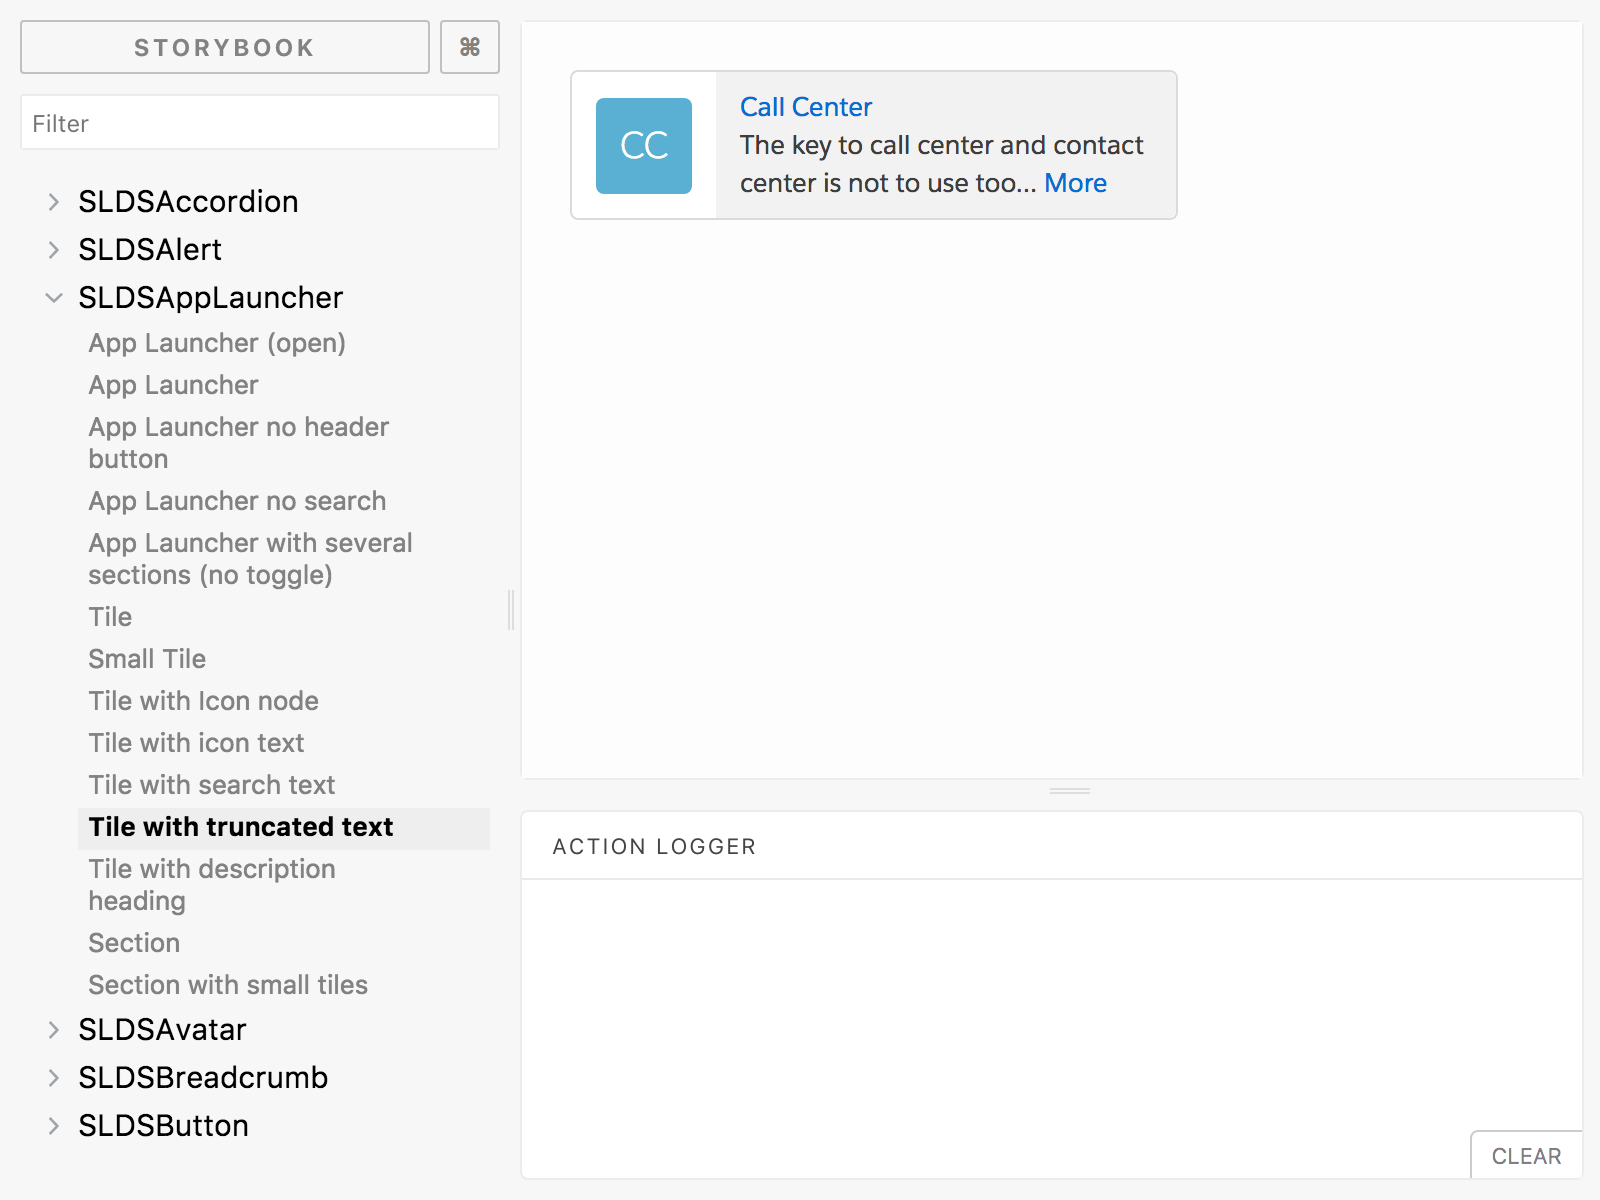 STORYBOOK
⌘
Filter
SLDSAccordion
SLDSAlert
SLDSAppLauncher
App Launcher (open)
App Launcher
App Launcher no header
button
App Launcher no search
App Launcher with several
sections (no toggle)
Tile
Small Tile
Tile with Icon node
Tile with icon text
Tile with search text
Tile with truncated text
Tile with description
heading
Section
Section with small tiles
SLDSAvatar
SLDSBreadcrumb
SLDSButton
CC
Call Center
The key to call center and contact
center is not to use too... More
ACTION LOGGER
CLEAR